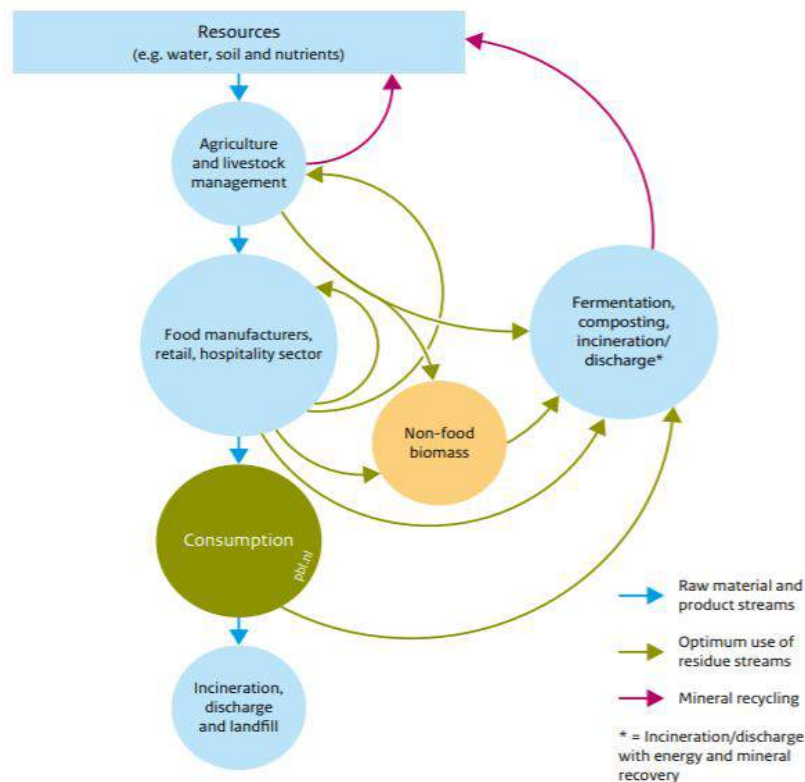 Resources
(e.g. water, soil and nutrients)
Agriculture
and livestock
management
Food manufacturers,
retail, hospitality sector
Fermentation,
composting,
incineration/
discharge*
Non-food
biomass
Consumption
pbl.nl
Incineration,
discharge
and landfill
Raw material and
product streams
Optimum use of
residue streams
Mineral recycling
* = Incineration/discharge
with energy and mineral
recovery